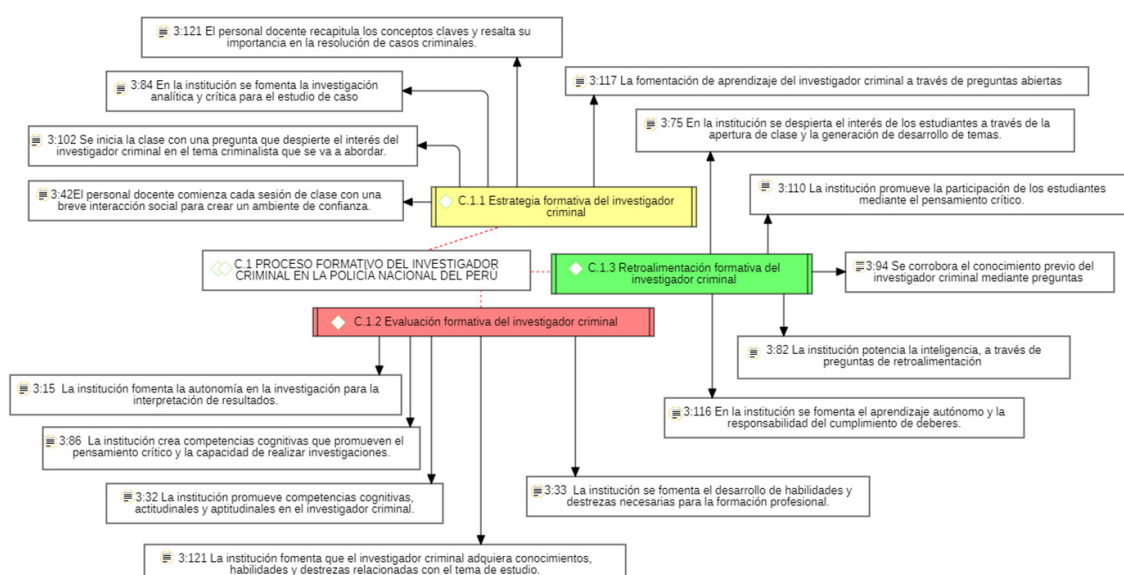 3:121 El personal docente recapitula los conceptos claves y resalta su
importancia en la resolución de casos criminales.
3:84 En la institución se fomenta la investigación
analítica y crítica para el estudio de caso
3:117 La fomentación de aprendizaje del investigador criminal a través de preguntas abiertas
3:75 En la institución se despierta el interés de los estudiantes a través de la
apertura de clase y la generación de desarrollo de temas.
3:102 Se inicia la clase con una pregunta que despierte el interés del
investigador criminal en el tema criminalista que se va a abordar.
3:42El personal docente comienza cada sesión de clase con una
breve interacción social para crear un ambiente de confianza.
C.1.1 Estrategia formativa del investigador
criminal
3:110 La institución promueve la participación de los estudiantes
mediante el pensamiento crítico.
C.1 PROCESO FORMATIVO DEL INVESTIGADOR
CRIMINAL EN LA POLICÍA NACIONAL DEL PERÚ
C.1.3 Retroalimentación formativa del
investigador criminal
3:94 Se corrobora el conocimiento previo del
investigador criminal mediante preguntas
C.1.2 Evaluación formativa del investigador criminal
3:82 La institución potencia la inteligencia, a través de
preguntas de retroalimentación
3:15 La institución fomenta la autonomía en la investigación para la
interpretación de resultados.
3:116 En la institución se fomenta el aprendizaje autónomo y la
responsabilidad del cumplimiento de deberes.
3:86 La institución crea competencias cognitivas que promueven el
pensamiento crítico y la capacidad de realizar investigaciones.
3:32 La institución promueve competencias cognitivas,
actitudinales y aptitudinales en el investigador criminal.
3:33 La institución se fomenta el desarrollo de habilidades y
destrezas necesarias para la formación profesional.
3:121 La institución fomenta que el investigador criminal adquiera conocimientos,
habilidades y destrezas relacionadas con el tema de estudio.